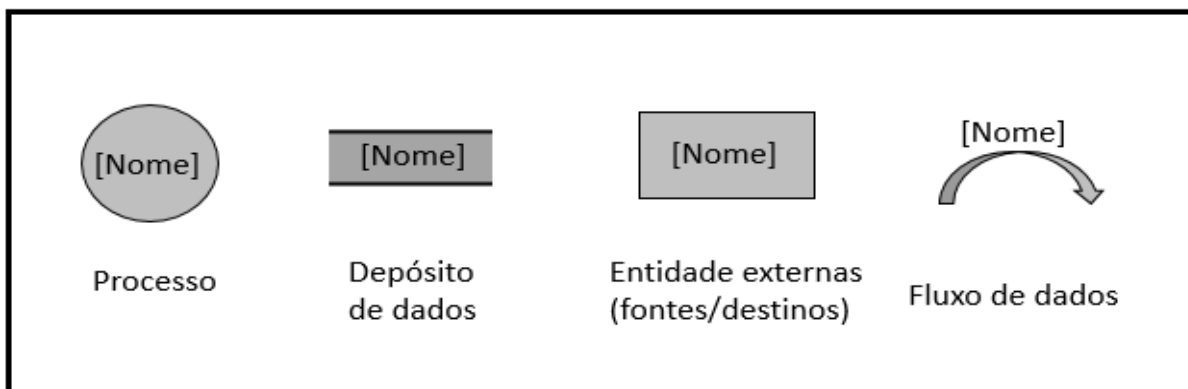 [Nome]
[Nome]
[Nome]
[Nome]
Processo
Depósito
de dados
Entidade externas
(fontes/destinos)
Fluxo de dados